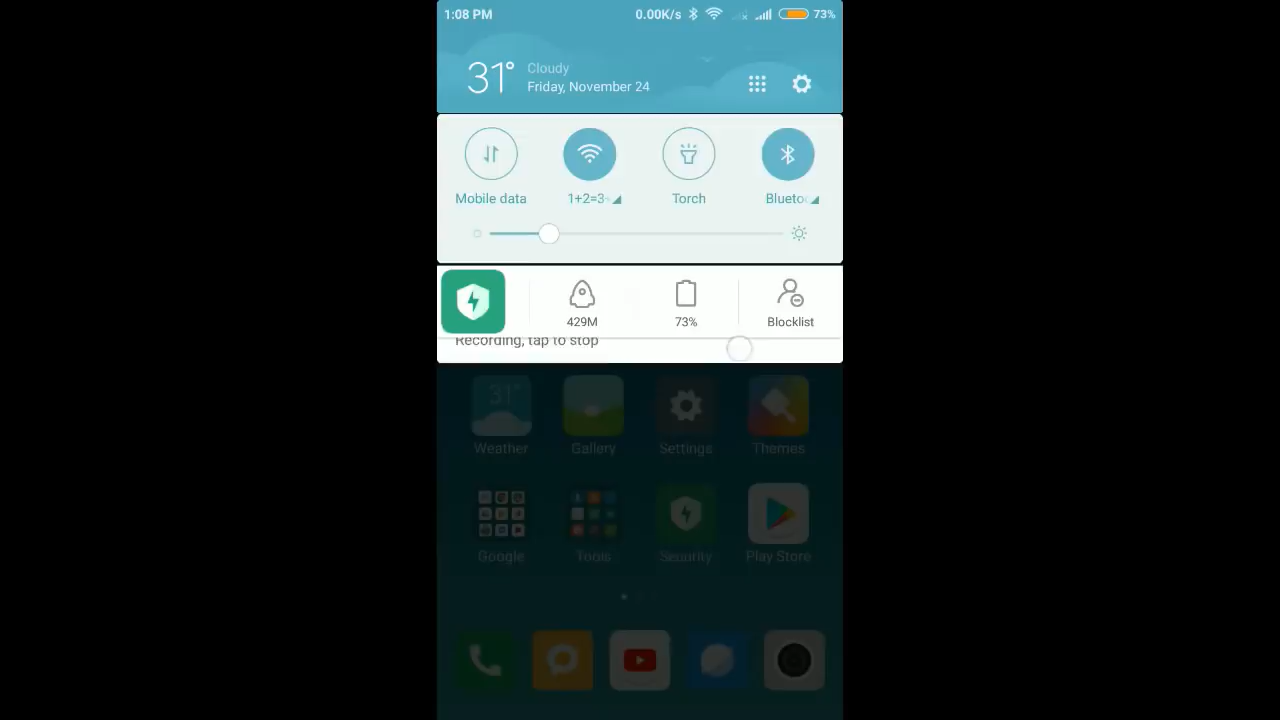 1:08 PM 0.00K/s 73%
31° Cloudy
Friday, November 24
Mobile data 1+2=3 Torch Blueto
429M 73% Blocklist
Recording, tap to stop
31°
Weather Gallery Settings Themes
Google Tools Security Play Store